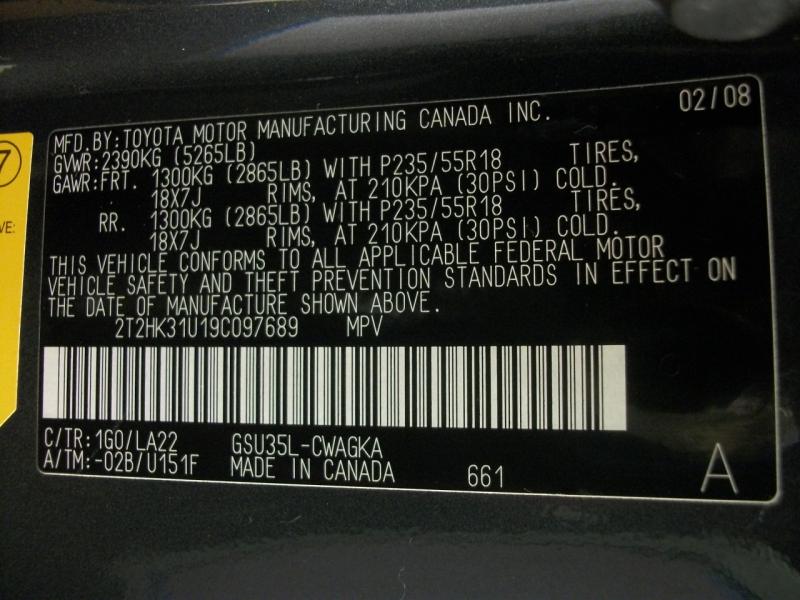 02/08
MFD. BY: TOYOTA MOTOR MANUFACTURING CANADA INC.
GVWR: 2390KG (5265LB)
GAWR: FRT. 1300KG (2865LB) WITH P235/55R18 TIRES,
18X7J RIMS, AT 210KPA (30PSI) COLD.
RR. 1300KG (2865LB) WITH P235/55R18 TIRES,
18X7J RIMS, AT 210KPA (30PSI) COLD.
THIS VEHICLE CONFORMS TO ALL APPLICABLE FEDERAL MOTOR
VEHICLE SAFETY AND THEFT PREVENTION STANDARDS IN EFFECT ON
THE DATE OF MANUFACTURE SHOWN ABOVE.
2T2HK31U19C097689 MPV
C/TR: 1G0/LA22 GSU35L-CWAGKA
A/TM: -02B/U151F MADE IN CANADA 661 A
7
VE: